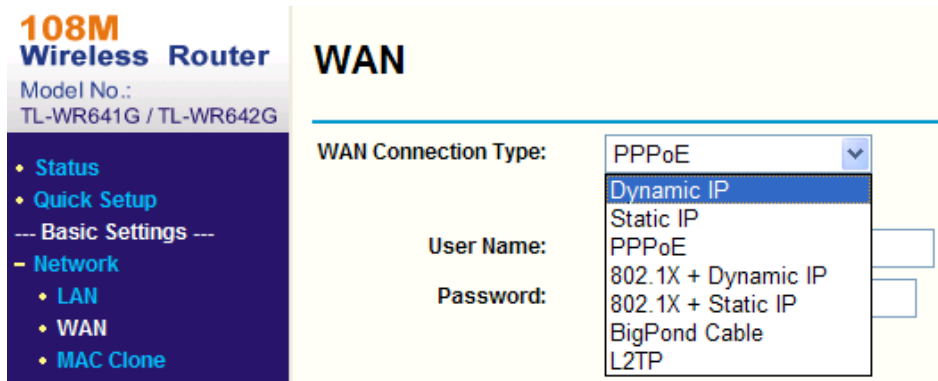 108M
Wireless Router
Model No.:
TL-WR641G / TL-WR642G
• Status
• Quick Setup
--- Basic Settings ---
– Network
• LAN
• WAN
• MAC Clone
WAN
WAN Connection Type:
PPPoE
Dynamic IP
Static IP
PPPoE
802.1X + Dynamic IP
802.1X + Static IP
BigPond Cable
L2TP
User Name:
Password: